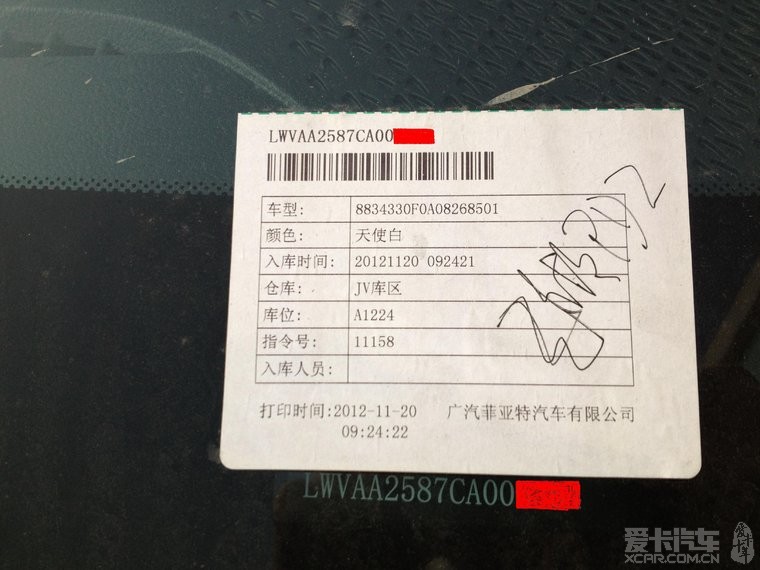 LWVAA2587CA00
车型: 8834330F0A08268501
颜色: 天使白
入库时间: 20121120 092421
仓库: JV库区
库位: A1224
指令号: 11158
入库人员:
打印时间:2012-11-20 广汽菲亚特汽车有限公司
09:24:22
LWVAA2587CA00
爱卡汽车
XCAR.COM.CN